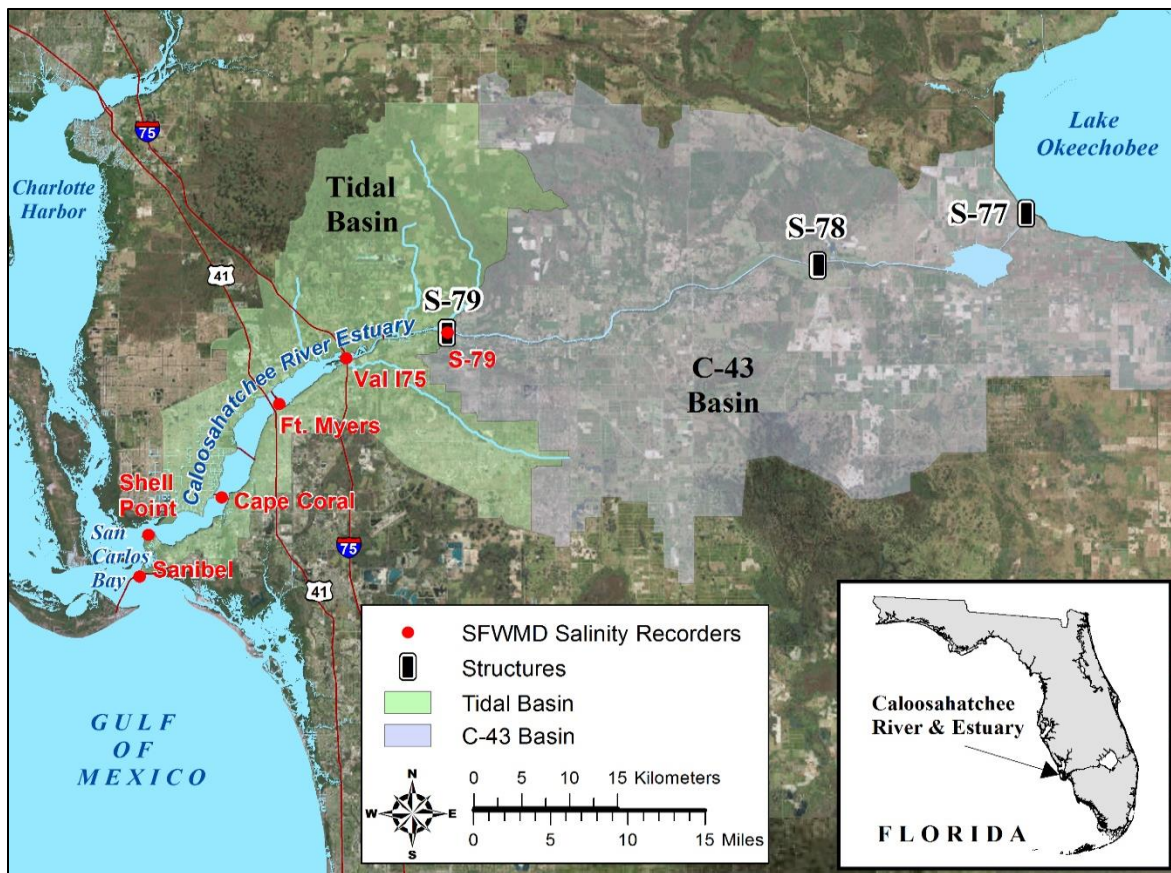 Lake
Okeechobee
75
Charlotte
Harbor
Tidal
Basin
S-77
S-78
41
S-79
S-79
Caloosahatchee River Estuary
Val I75
C-43
Basin
Ft. Myers
Shell
Point
Cape Coral
San
Carlos
Bay
Sanibel
75
41
GULF
OF
MEXICO
SFWMD Salinity Recorders
Structures
Tidal Basin
C-43 Basin
N
W E
S
0 5 10 15 Kilometers
0 5 10 15 Miles
Caloosahatchee
River & Estuary
FLORIDA